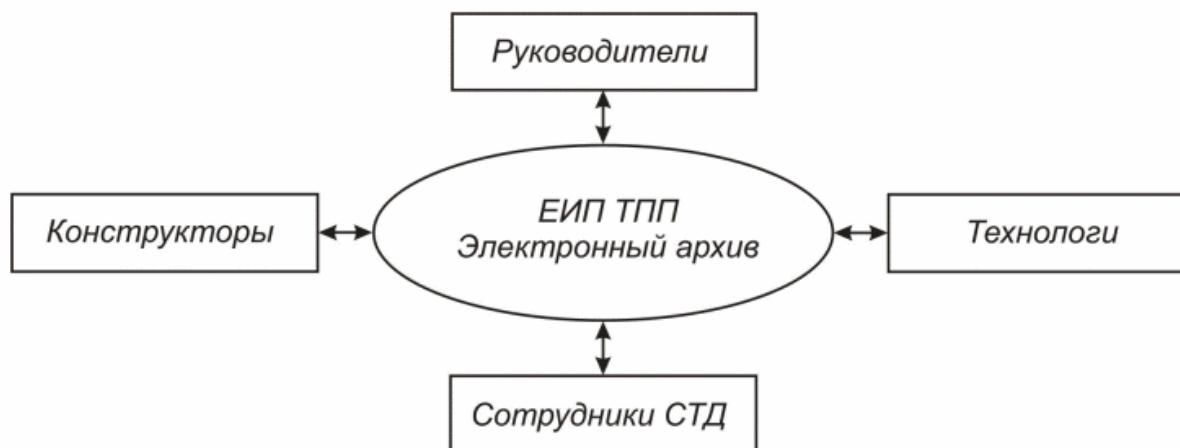 Руководители
Конструкторы
ЕИП ТПП
Электронный архив
Технологи
Сотрудники СТД